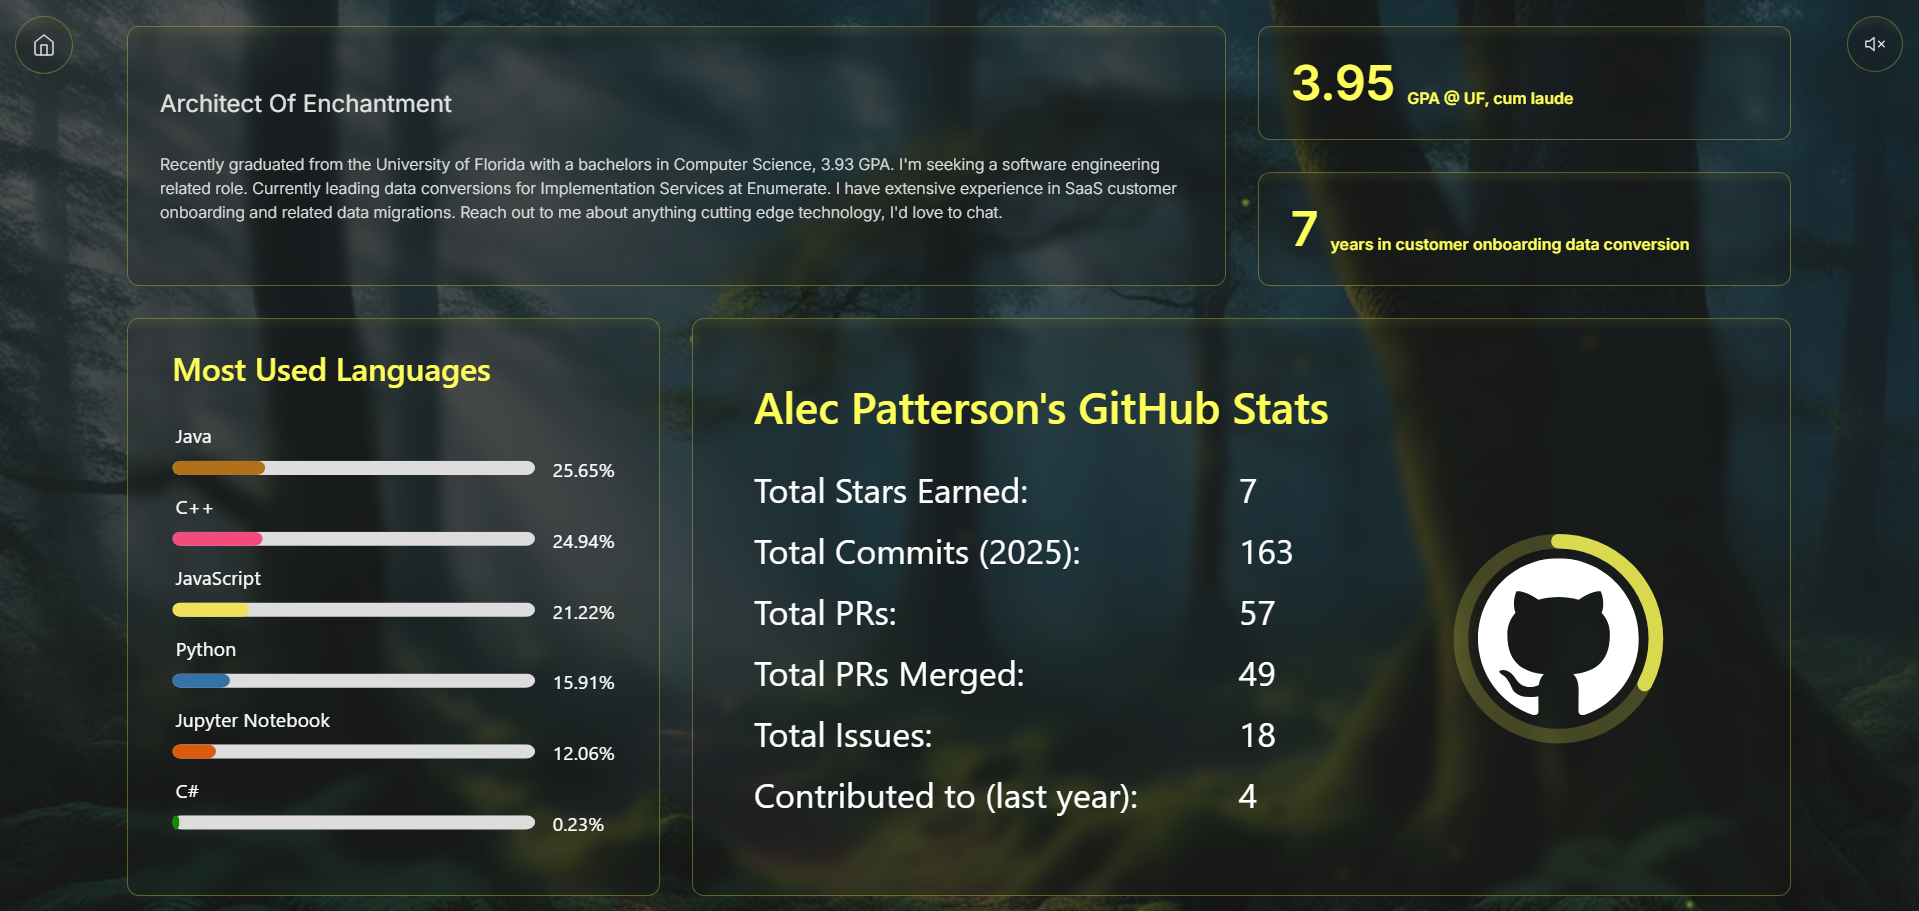 Architect Of Enchantment
Recently graduated from the University of Florida with a bachelors in Computer Science, 3.93 GPA. I'm seeking a software engineering
related role. Currently leading data conversions for Implementation Services at Enumerate. I have extensive experience in SaaS customer
onboarding and related data migrations. Reach out to me about anything cutting edge technology, I'd love to chat.
3.95 GPA @ UF, cum laude
7 years in customer onboarding data conversion
Most Used Languages
Java
25.65%
C++
24.94%
JavaScript
21.22%
Python
15.91%
Jupyter Notebook
12.06%
C#
0.23%
Alec Patterson's GitHub Stats
Total Stars Earned: 7
Total Commits (2025): 163
Total PRs: 57
Total PRs Merged: 49
Total Issues: 18
Contributed to (last year): 4